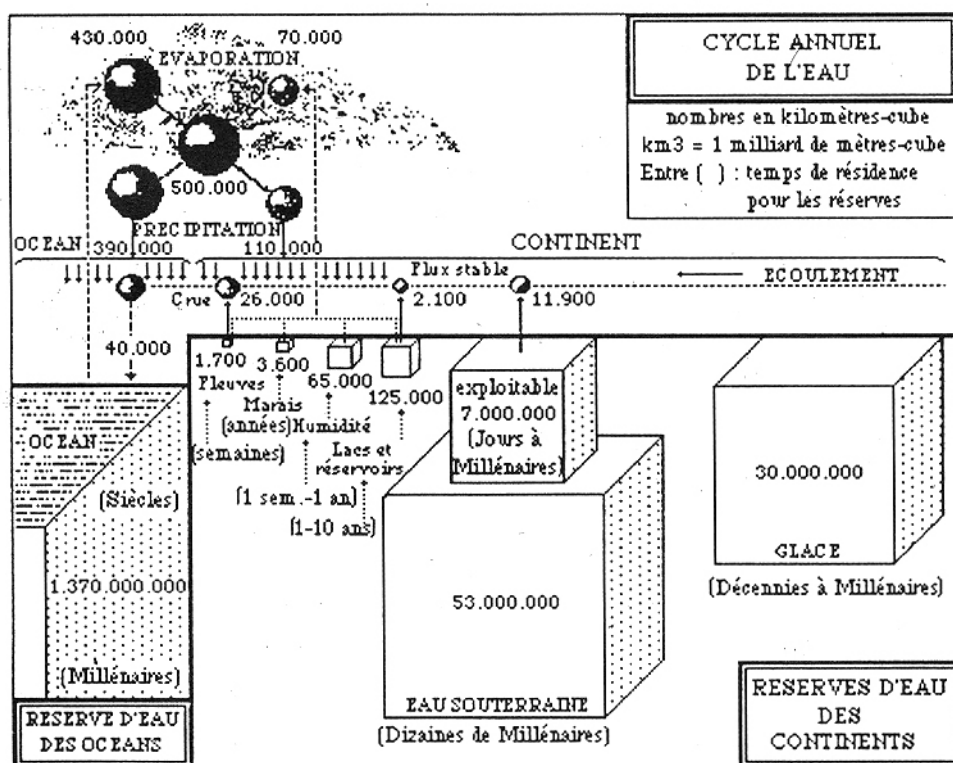 430.000
70.000
EVAPORATION
500.000
PRECIPITATION
CYCLE ANNUEL
DE L'EAU
nombres en kilomètres-cube
km3 = 1 milliard de mètres-cube
Entre ( ) : temps de résidence
pour les réserves
OCEAN
390.000
110.000
CONTINENT
Flux stable
ECOULEMENT
Crue
26.000
2.100
11.900
40.000
1.700
Fleuves
(semaines)
3.600
Marais
(années)
65.000
Humidité
(1 sem.-1 an)
125.000
Lacs et
réservoirs
(1-10 ans)
exploitable
7.000.000
(Jours à
Millénaires)
53.000.000
EAU SOUTERRAINE
(Dizaines de Millénaires)
30.000.000
GLACE
(Décennies à Millénaires)
OCEAN
(Siècles)
1.370.000.000
(Millénaires)
RESERVE D'EAU
DES OCEANS
RESERVES D'EAU
DES
CONTINENTS